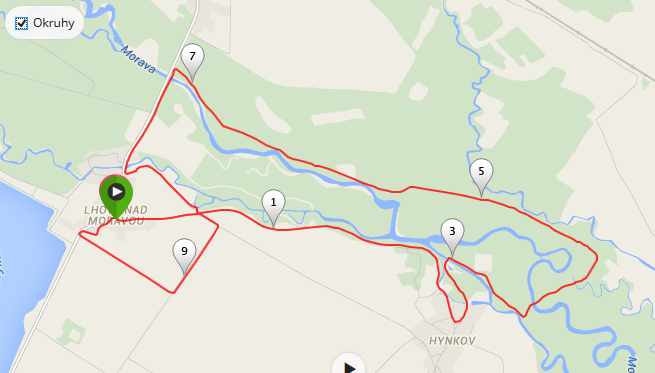 Okruhy
Morava
7
5
1
LHOTA NAD
MORAVOU
3
9
HYNKOV